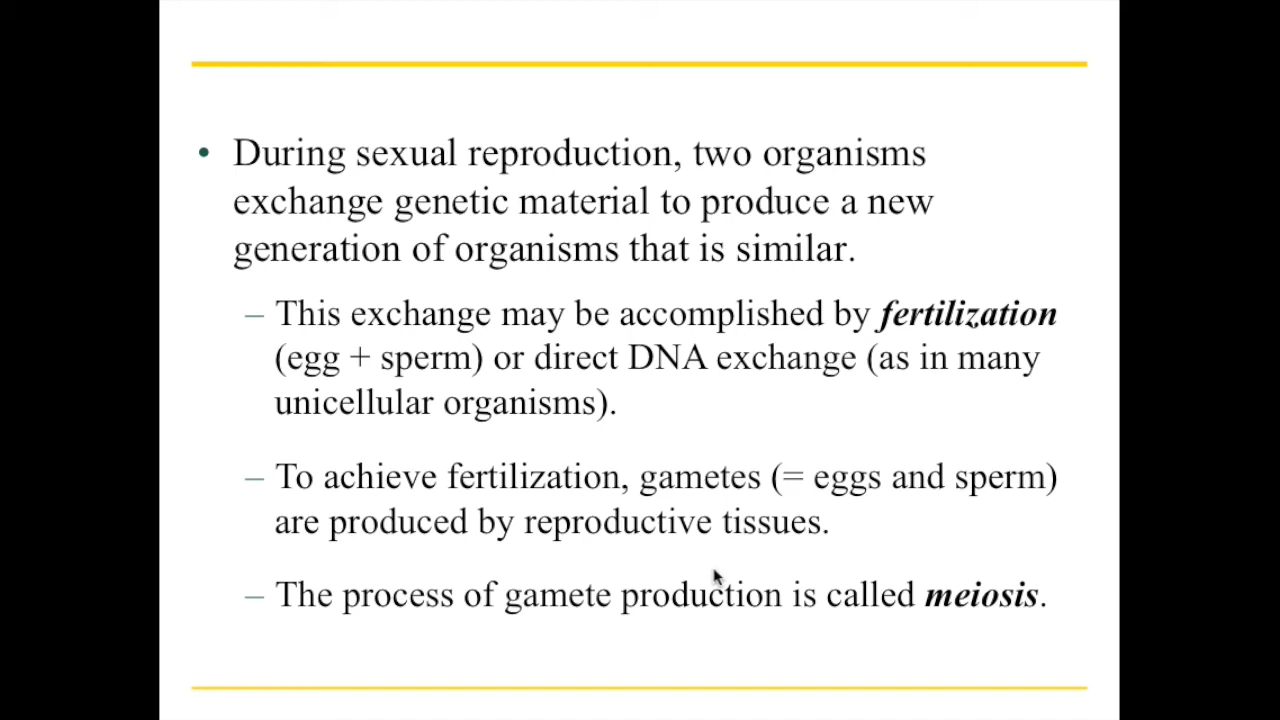 • During sexual reproduction, two organisms
exchange genetic material to produce a new
generation of organisms that is similar.
– This exchange may be accomplished by fertilization
(egg + sperm) or direct DNA exchange (as in many
unicellular organisms).
– To achieve fertilization, gametes (= eggs and sperm)
are produced by reproductive tissues.
– The process of gamete production is called meiosis.